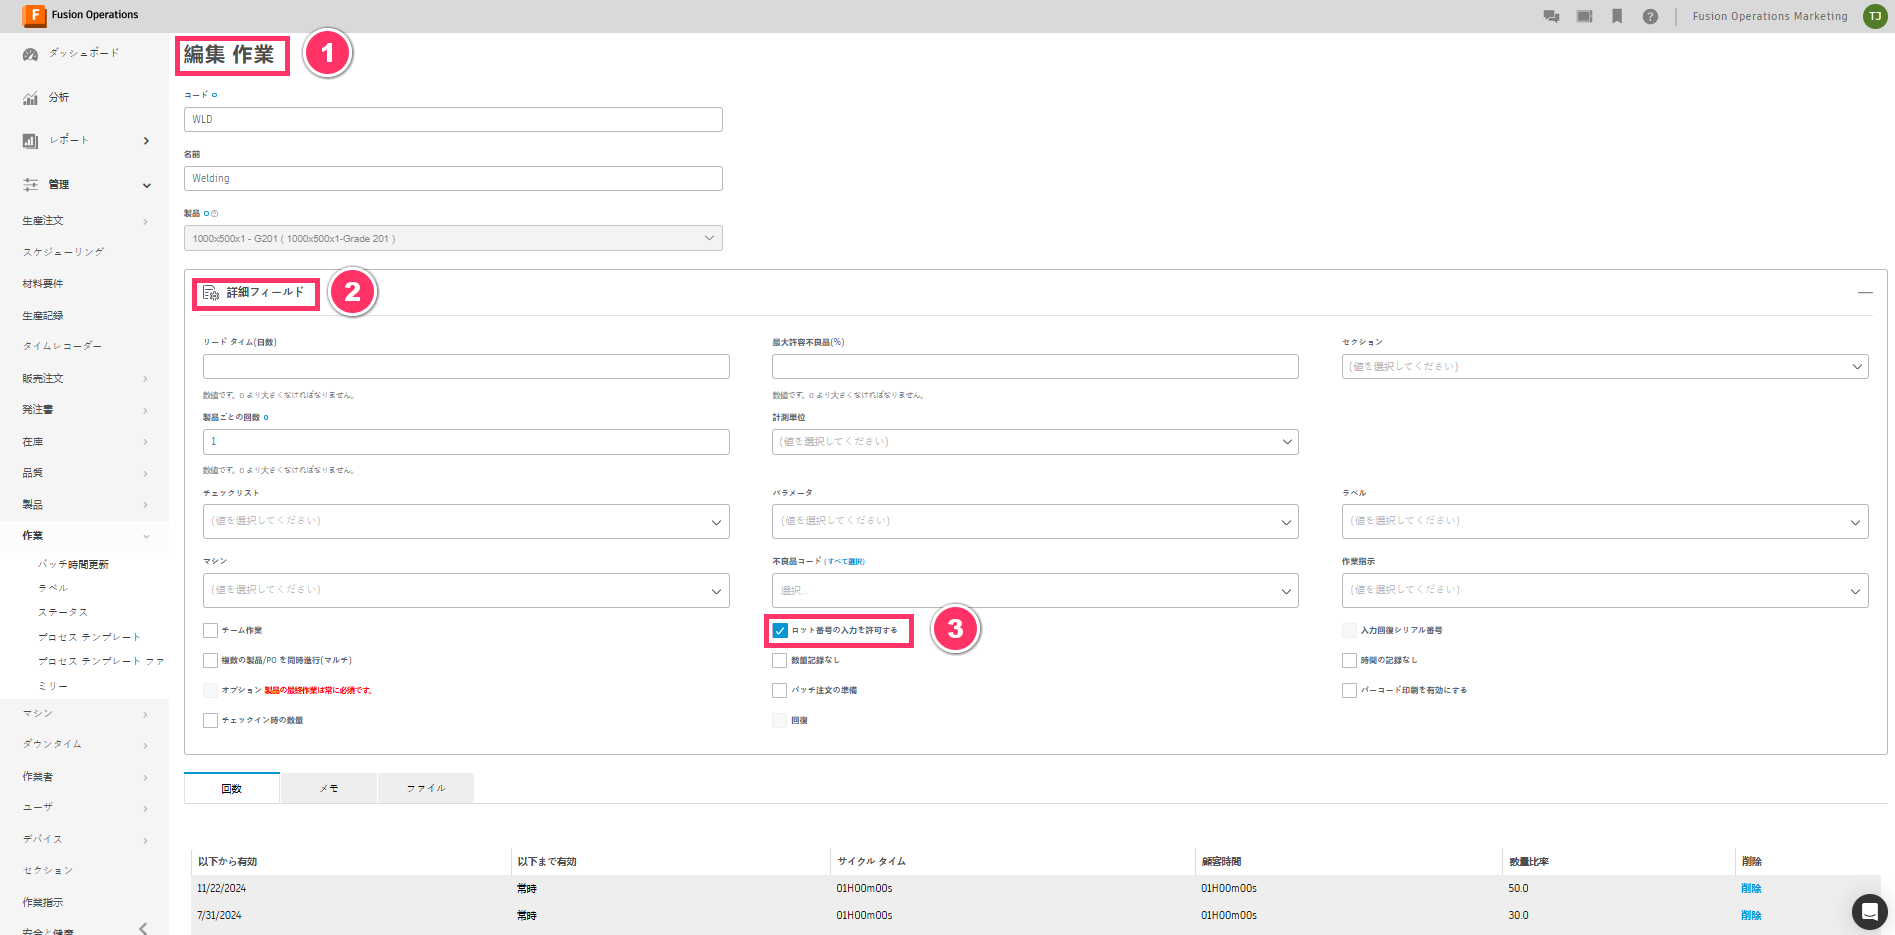 Fusion Operations
Fusion Operations Marketing
TJ
ダッシュボード
分析
レポート
管理
生産注文
スケジューリング
材料要件
生産記録
タイムレコーダー
販売注文
発注書
在庫
品質
製品
作業
バッチ時間更新
ラベル
ステータス
プロセス テンプレート
プロセス テンプレート ファ
ミリー
マシン
ダウンタイム
作業者
ユーザ
デバイス
セクション
作業指示
安全と健康
編集 作業
1
コード
WLD
名前
Welding
製品
1000x500x1 - G201 ( 1000x500x1-Grade 201 )
詳細フィールド
2
リード タイム(日数)
最大許容不良品(%)
セクション
(値を選択してください)
数値です。0 より大きくなければなりません。
数値です。0 より大きくなければなりません。
製品ごとの回数
計測単位
1
(値を選択してください)
数値です。0 より大きくなければなりません。
チェックリスト
パラメータ
ラベル
(値を選択してください)
(値を選択してください)
(値を選択してください)
マシン
不良品コード (すべて選択)
作業指示
(値を選択してください)
選択...
(値を選択してください)
チーム作業
ロット番号の入力を許可する
3
入力回復シリアル番号
複数の製品/PO を同時進行(マルチ)
数量記録なし
時間の記録なし
オプション 製品の最終作業は常に必須です。
バッチ注文の準備
バーコード印刷を有効にする
チェックイン時の数量
回復
回数
メモ
ファイル
以下から有効 以下まで有効 サイクル タイム 顧客時間 数量比率 削除
11/22/2024 常時 01H00m00s 01H00m00s 50.0 削除
7/31/2024 常時 01H00m00s 01H00m00s 30.0 削除